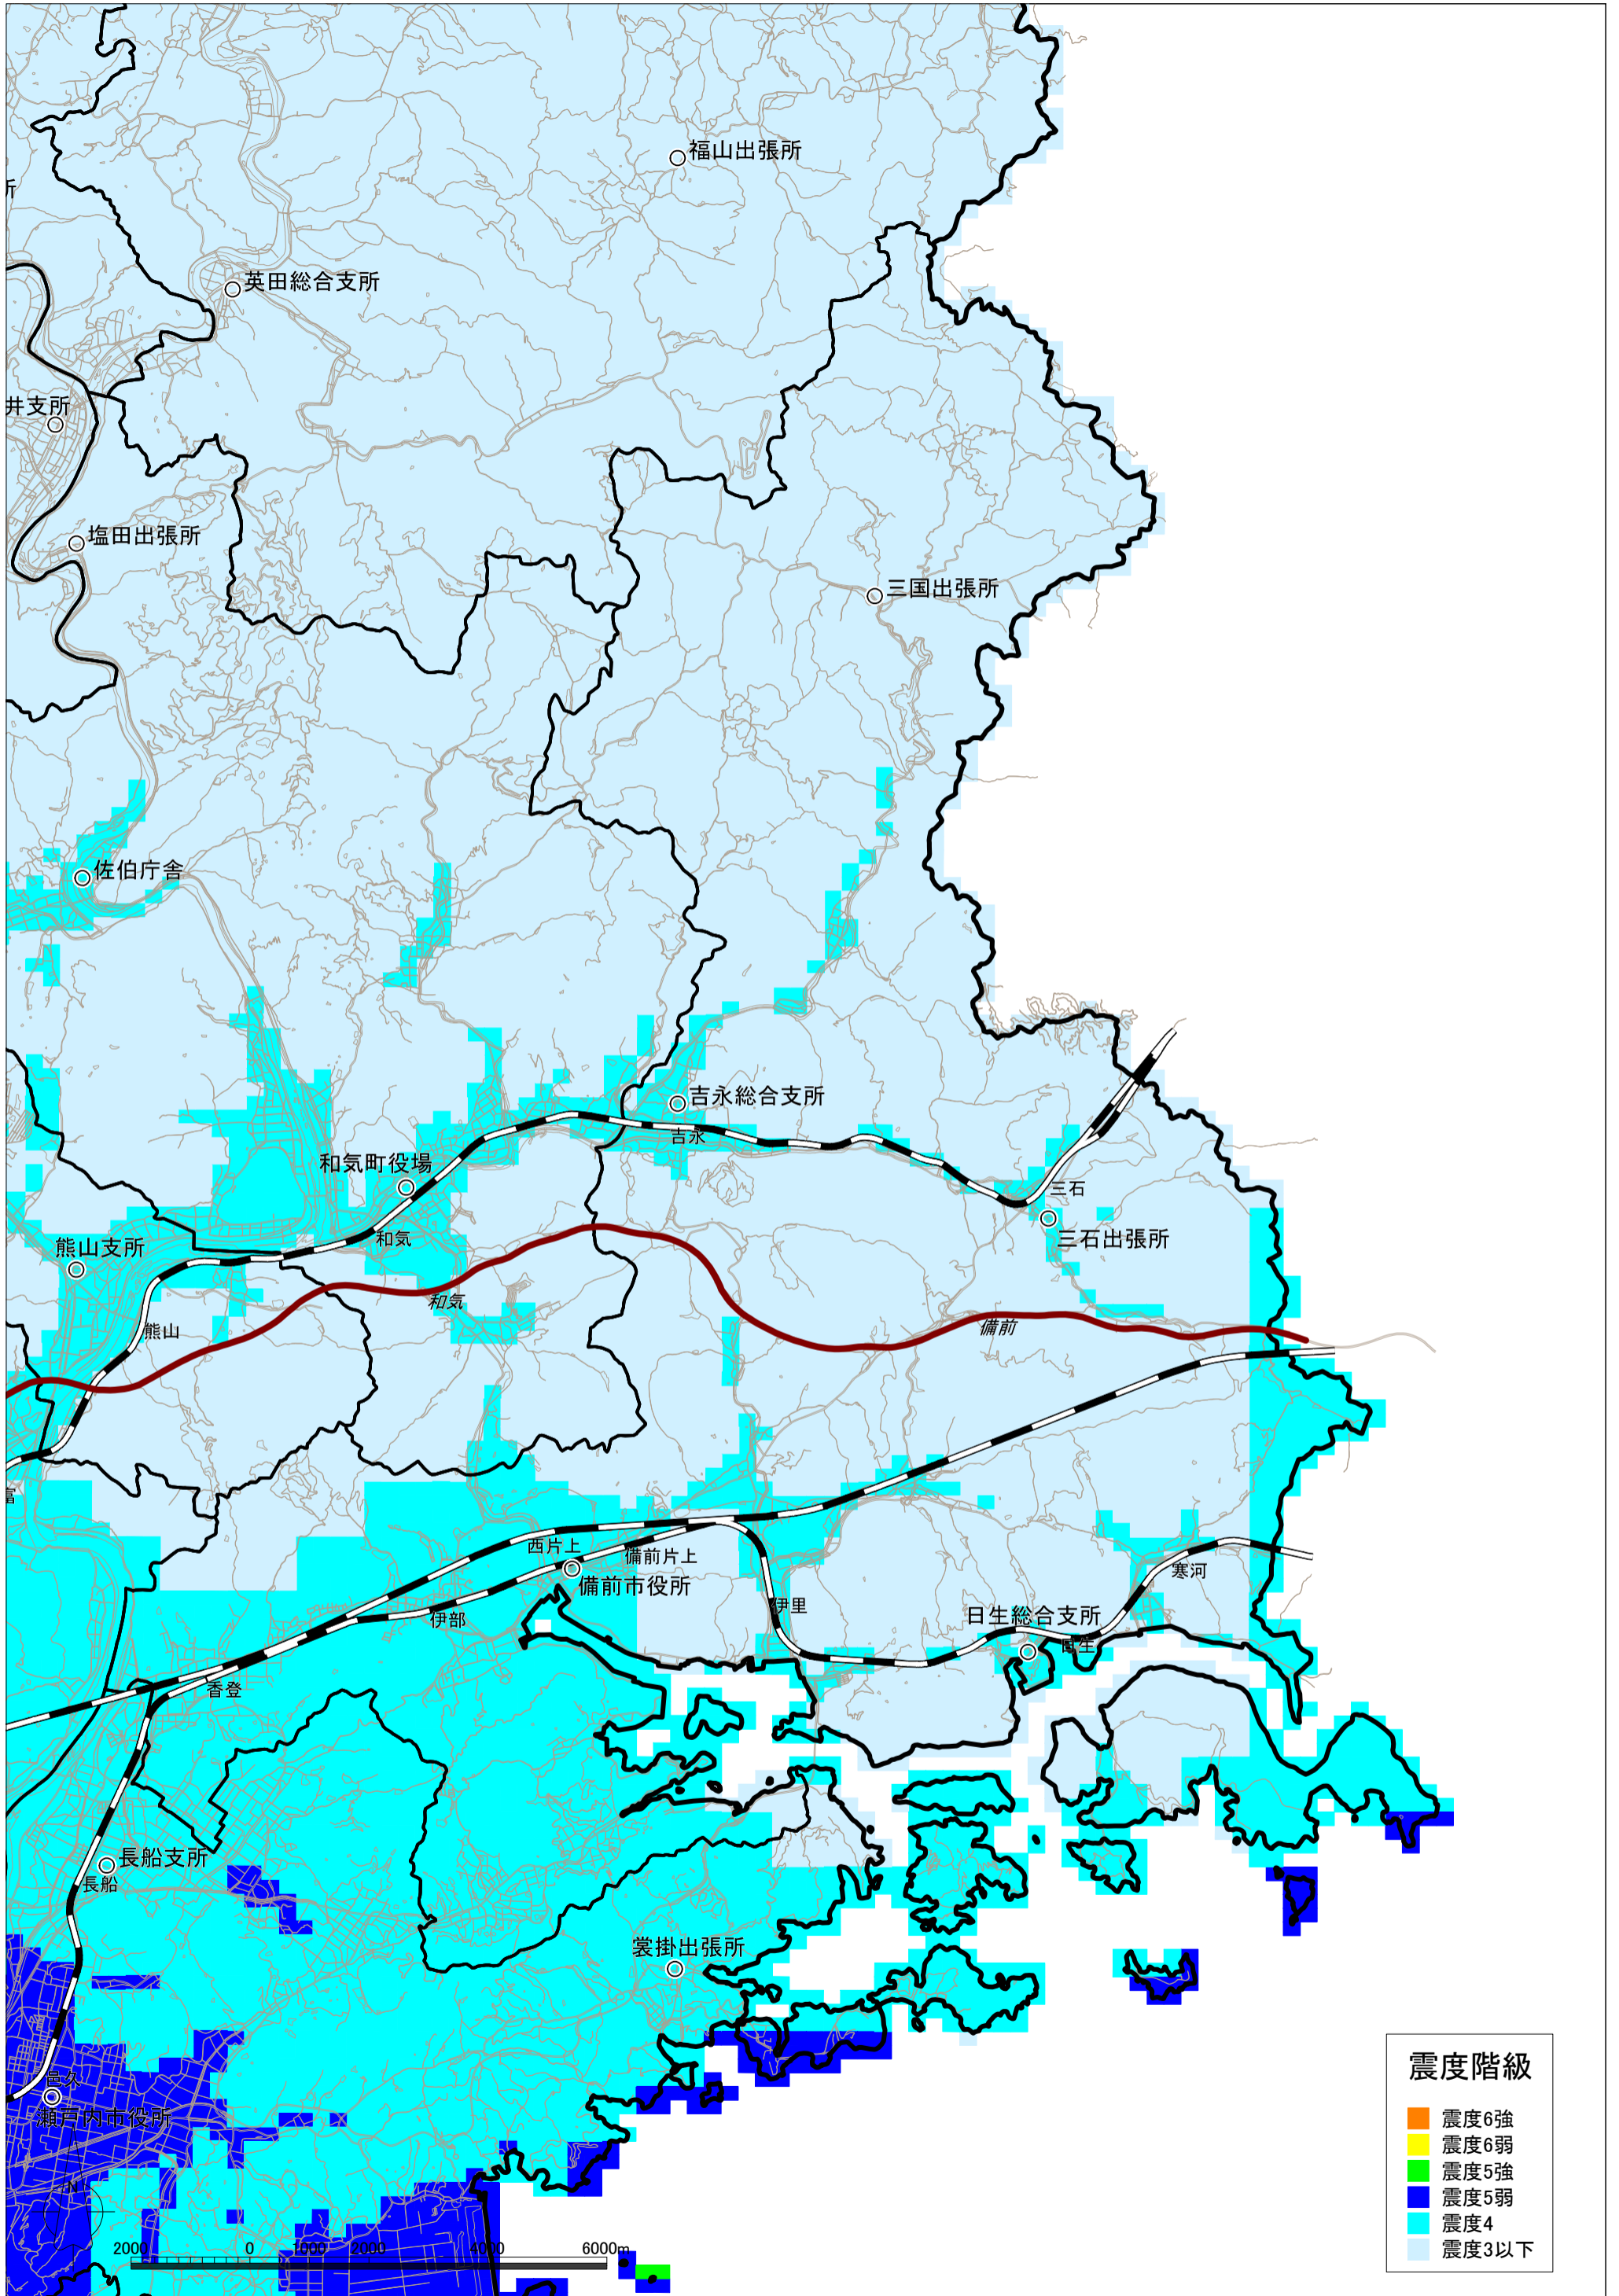 福山出張所
所
英田総合支所
井支所
塩田出張所
三国出張所
佐伯庁舎
吉永総合支所
吉永
和気町役場
三石
和気
三石出張所
熊山支所
和気
備前
熊山
富
西片上
備前片上
寒河
備前市役所
伊里
日生総合支所
伊部
日生
香登
長船支所
長船
裳掛出張所
邑久
瀬戸内市役所
N
2000 0 1000 2000 4000 6000m
震度階級
震度6強
震度6弱
震度5強
震度5弱
震度4
震度3以下